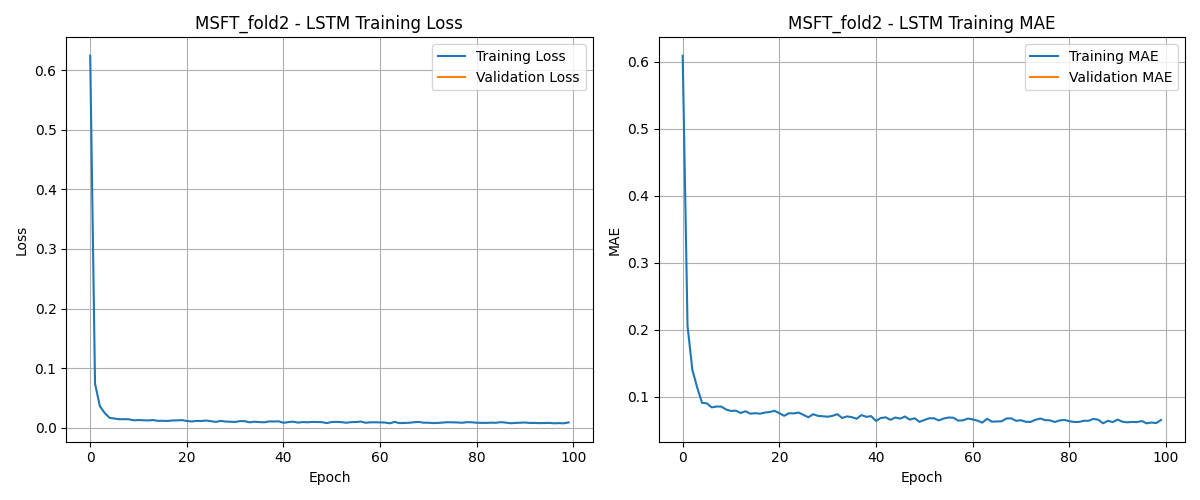 MSFT_fold2 - LSTM Training Loss
Training Loss
Validation Loss
0.6
0.5
0.4
0.3
0.2
0.1
0.0
Loss
0
20
40
60
80
100
Epoch
MSFT_fold2 - LSTM Training MAE
Training MAE
Validation MAE
0.6
0.5
0.4
0.3
0.2
0.1
MAE
0
20
40
60
80
100
Epoch